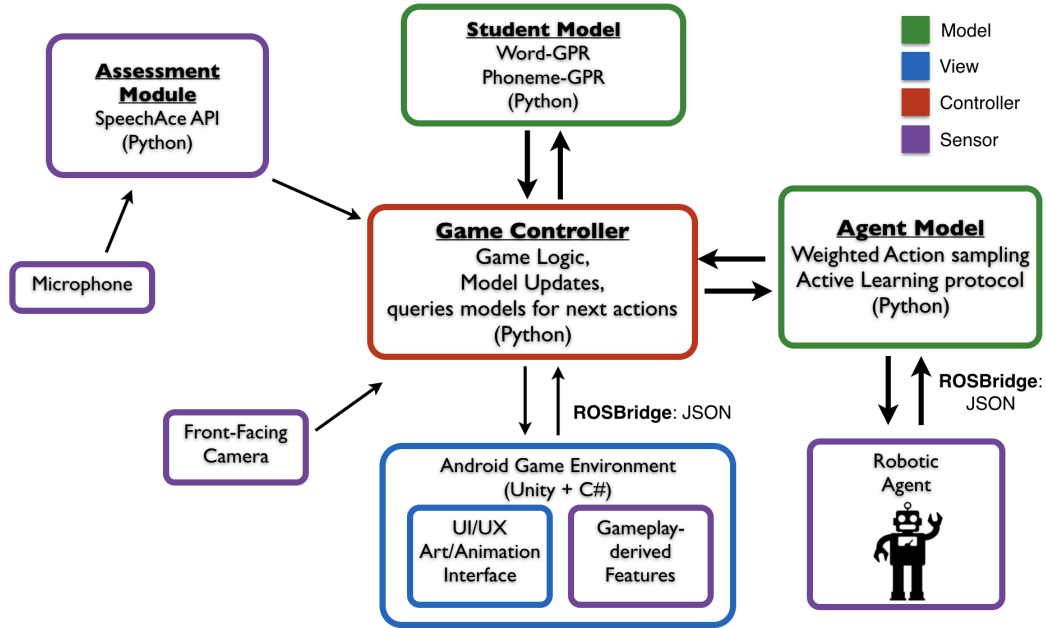 Student Model
Word-GPR
Phoneme-GPR
(Python)
Model
View
Controller
Sensor
Assessment
Module
SpeechAce API
(Python)
Microphone
Game Controller
Game Logic,
Model Updates,
queries models for next actions
(Python)
Agent Model
Weighted Action sampling
Active Learning protocol
(Python)
ROSBridge: JSON
ROSBridge:
JSON
Front-Facing
Camera
Android Game Environment
(Unity + C#)
UI/UX
Art/Animation
Interface
Gameplay-
derived
Features
Robotic
Agent